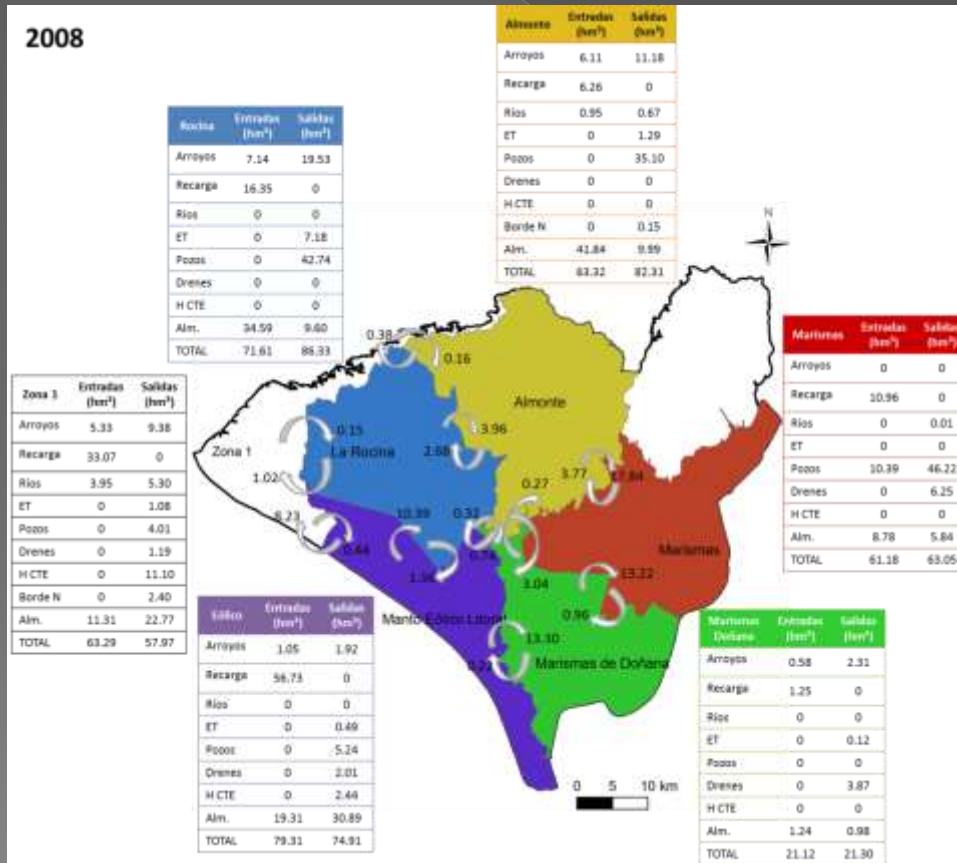 2008
Almonte Entradas (hm³) Salidas (hm³)
Arroyos 6.11 11.18
Recarga 6.26 0
Ríos 0.95 0.67
ET 0 1.29
Pozos 0 35.10
Drenes 0 0
H CTE 0 0
Borde N 0 0.15
Alm. 41.84 9.99
TOTAL 63.32 82.31
Rocina Entradas (hm³) Salidas (hm³)
Arroyos 7.14 19.53
Recarga 16.35 0
Ríos 0 0
ET 0 7.18
Pozos 0 42.74
Drenes 0 0
H CTE 0 0
Alm. 34.59 9.60
TOTAL 71.61 86.33
N
Marismas Entradas (hm³) Salidas (hm³)
Arroyos 0 0
Recarga 10.96 0
Ríos 0 0.01
ET 0 0
Pozos 10.39 46.22
Drenes 0 6.25
H CTE 0 0
Alm. 8.78 5.84
TOTAL 61.18 63.05
Zona 1 Entradas (hm³) Salidas (hm³)
Arroyos 5.33 9.38
Recarga 33.07 0
Ríos 3.95 5.30
ET 0 1.08
Pozos 0 4.01
Drenes 0 1.19
H CTE 0 11.10
Borde N 0 2.40
Alm. 11.31 22.77
TOTAL 63.29 57.97
0.38
0.16
Almonte
0.15
3.96
Zona 1
La Rocina
2.68
1.02
3.77
0.27
10.39
0.32
0.44
Marismas
3.04
13.22
0.96
Manto Eólico Litoral
13.10
Marismas de Doñana
Eólico Entradas (hm³) Salidas (hm³)
Arroyos 1.05 1.92
Recarga 56.73 0
Ríos 0 0
ET 0 0.49
Pozos 0 5.24
Drenes 0 2.01
H CTE 0 2.44
Alm. 19.31 30.89
TOTAL 79.31 74.91
Marismas Doñana Entradas (hm³) Salidas (hm³)
Arroyos 0.58 2.31
Recarga 1.25 0
Ríos 0 0
ET 0 0.12
Pozos 0 0
Drenes 0 3.87
H CTE 0 0
Alm. 1.24 0.98
TOTAL 21.12 21.30
0 5 10 km